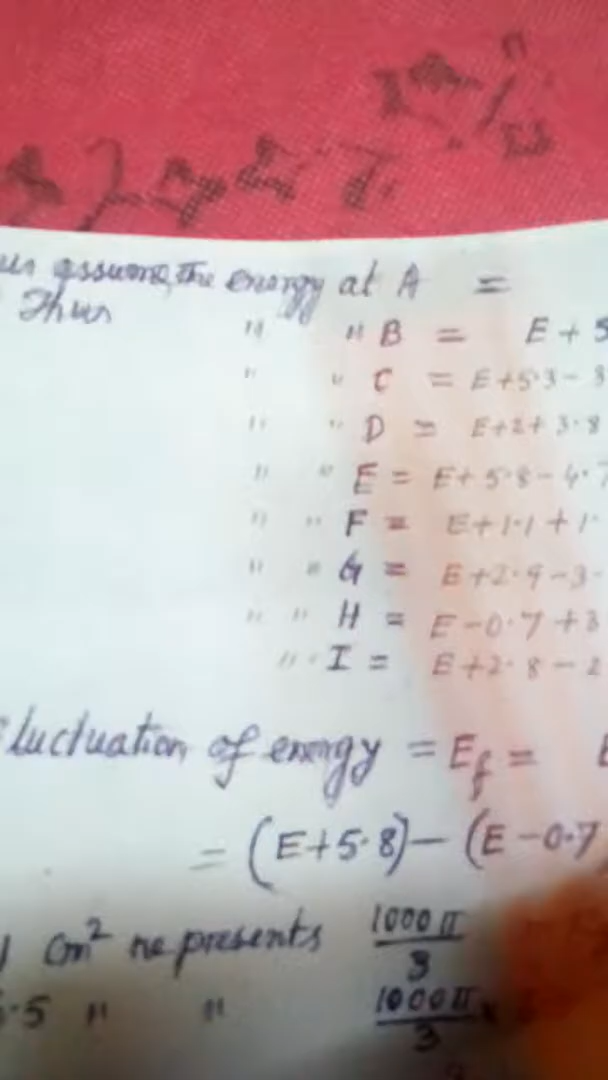 assume, the energy at A =
Thus " " B = E + 5
" " C = E+5.3 - 3
" " D = E+2+ 3.8
" " E = E+ 5.8 - 4.7
" " F = E+1.1 + 1.
" " G = E+2.9-3.
" " H = E-0.7+3
" " I = E+2.8 - 2
fluctuation of energy = Ef = E
= (E+5.8) - (E-0.7
cm² represents 1000π/3
.5 " " 1000π/3 ×